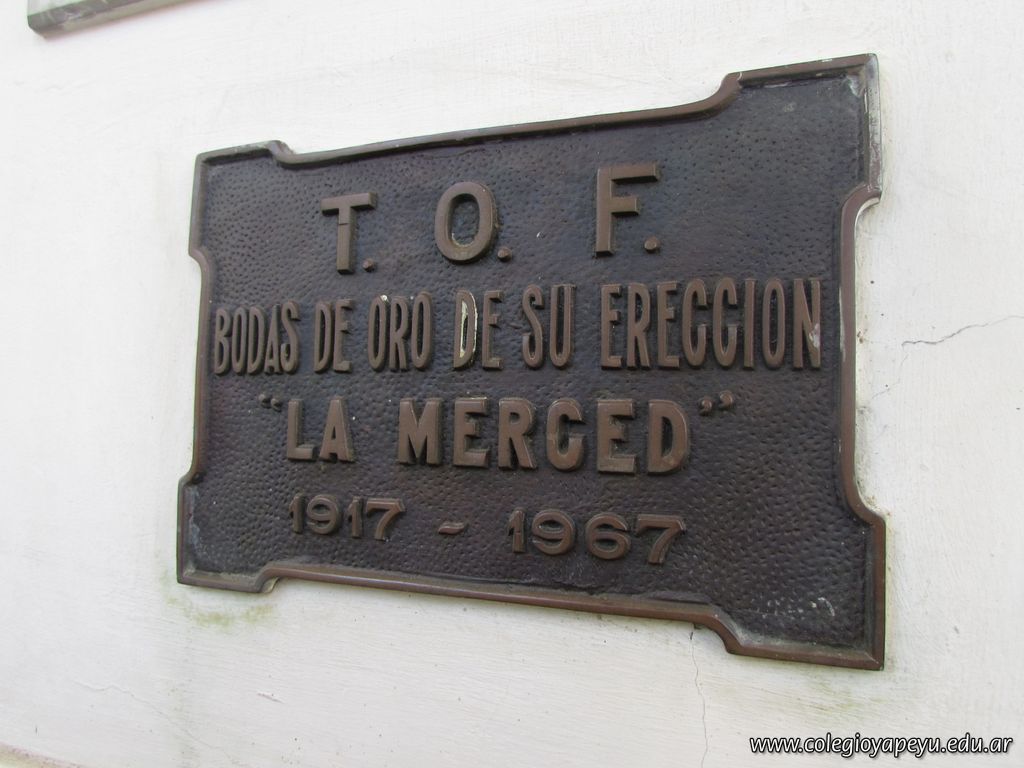 T. O. F.
BODAS DE ORO DE SU ERECCION
"LA MERCED"
1917 - 1967
www.colegioyapeyu.edu.ar